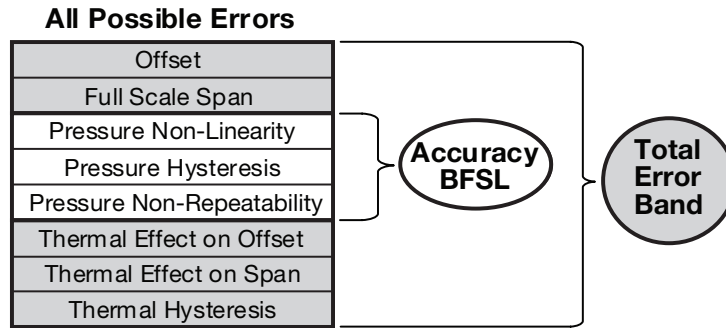 All Possible Errors
Offset
Full Scale Span
Pressure Non-Linearity
Pressure Hysteresis
Pressure Non-Repeatability
Thermal Effect on Offset
Thermal Effect on Span
Thermal Hysteresis
Accuracy
BFSL
Total
Error
Band